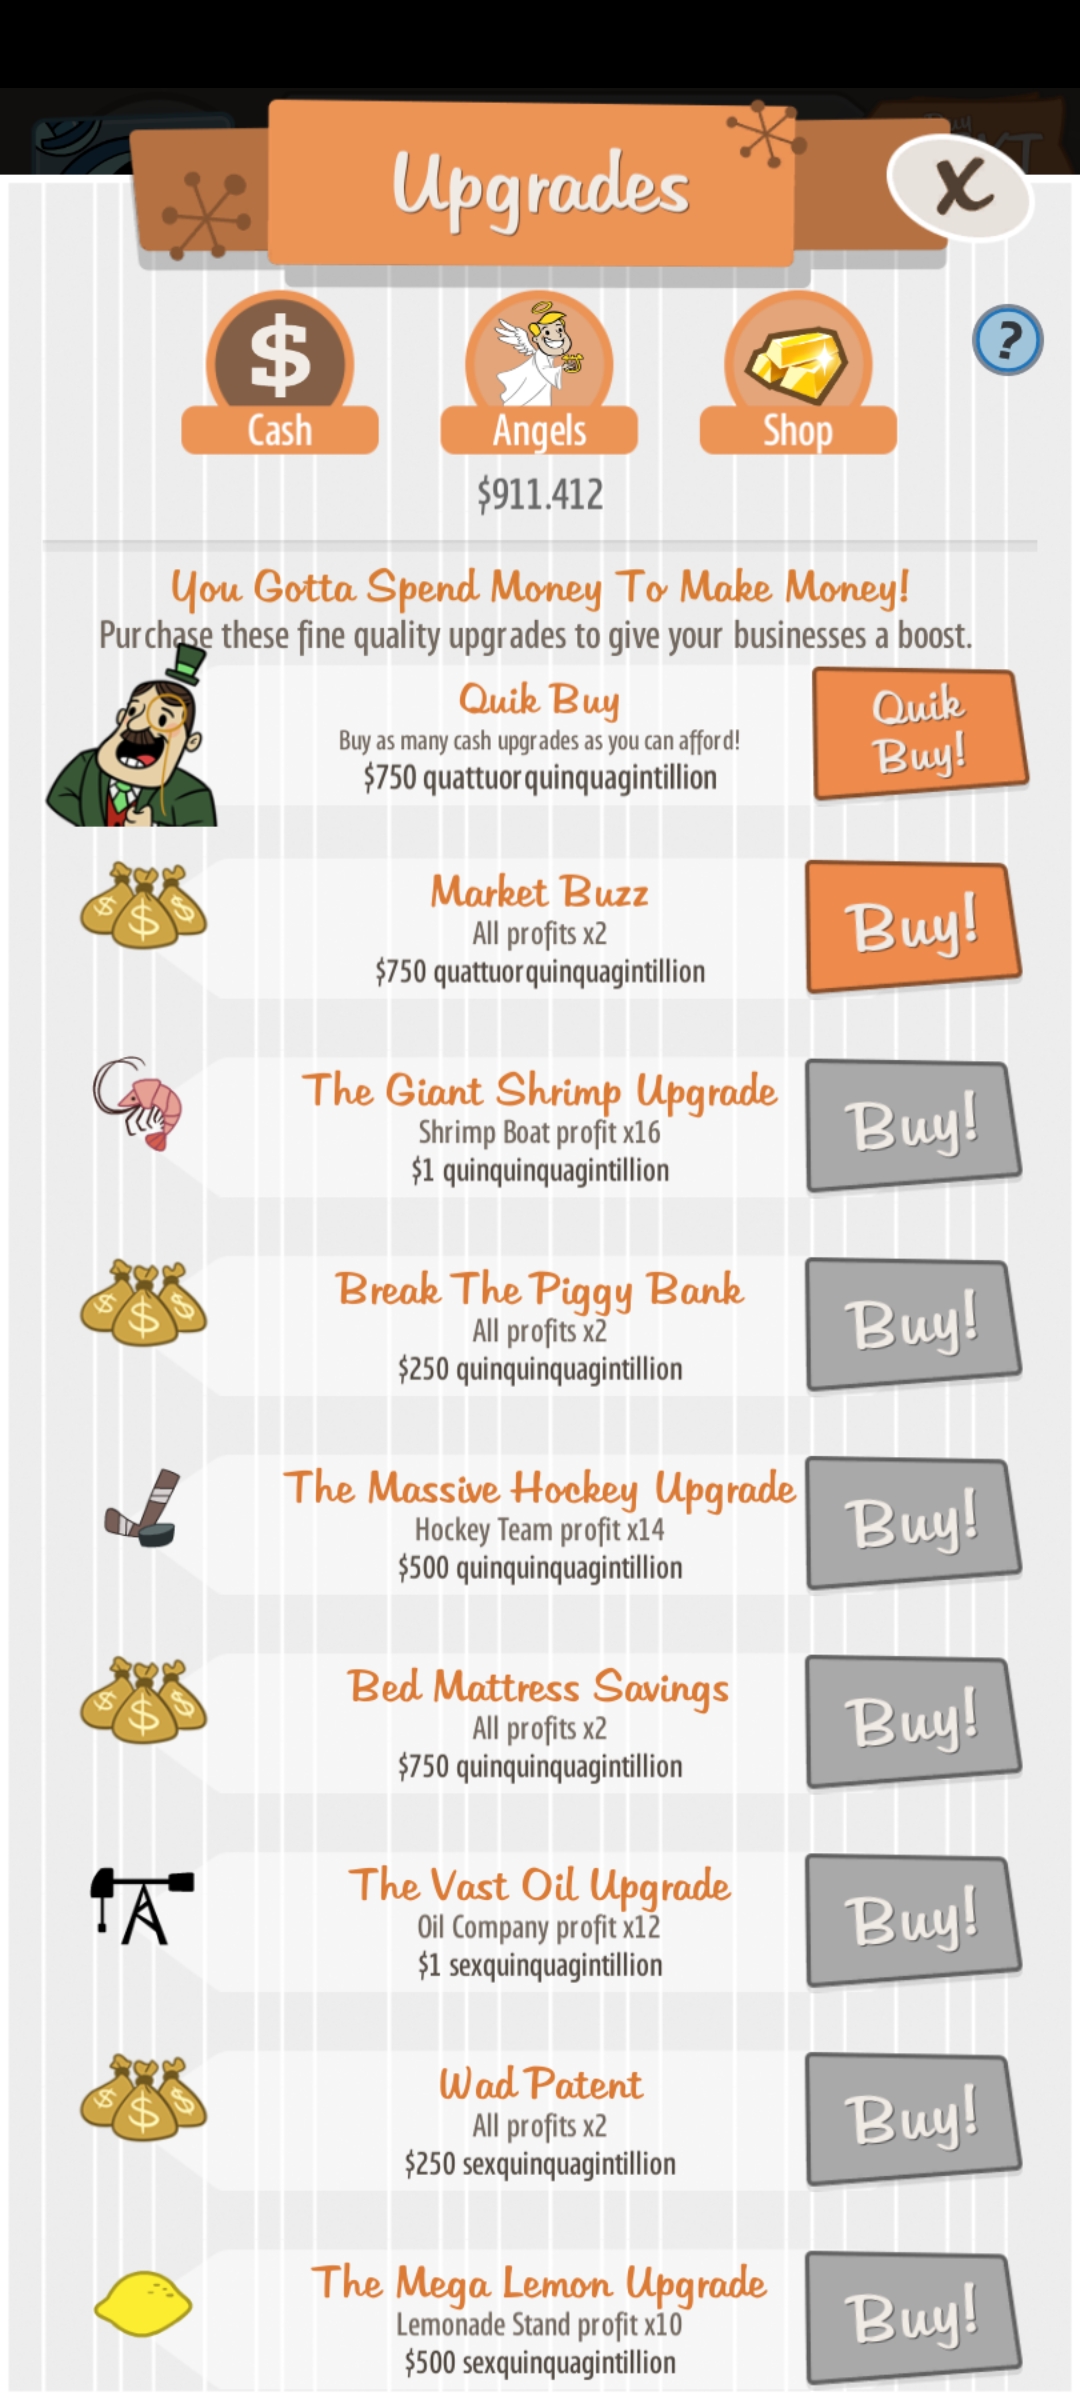 Upgrades
X
$
Cash
Angels
Shop
?
$911.412
You Gotta Spend Money To Make Money!
Purchase these fine quality upgrades to give your businesses a boost.
Quik Buy
Buy as many cash upgrades as you can afford!
$750 quattuorquinquagintillion
Quik
Buy!
Market Buzz
All profits x2
$750 quattuorquinquagintillion
Buy!
The Giant Shrimp Upgrade
Shrimp Boat profit x16
$1 quinquinquagintillion
Buy!
Break The Piggy Bank
All profits x2
$250 quinquinquagintillion
Buy!
The Massive Hockey Upgrade
Hockey Team profit x14
$500 quinquinquagintillion
Buy!
Bed Mattress Savings
All profits x2
$750 quinquinquagintillion
Buy!
The Vast Oil Upgrade
Oil Company profit x12
$1 sexquinquagintillion
Buy!
Wad Patent
All profits x2
$250 sexquinquagintillion
Buy!
The Mega Lemon Upgrade
Lemonade Stand profit x10
$500 sexquinquagintillion
Buy!